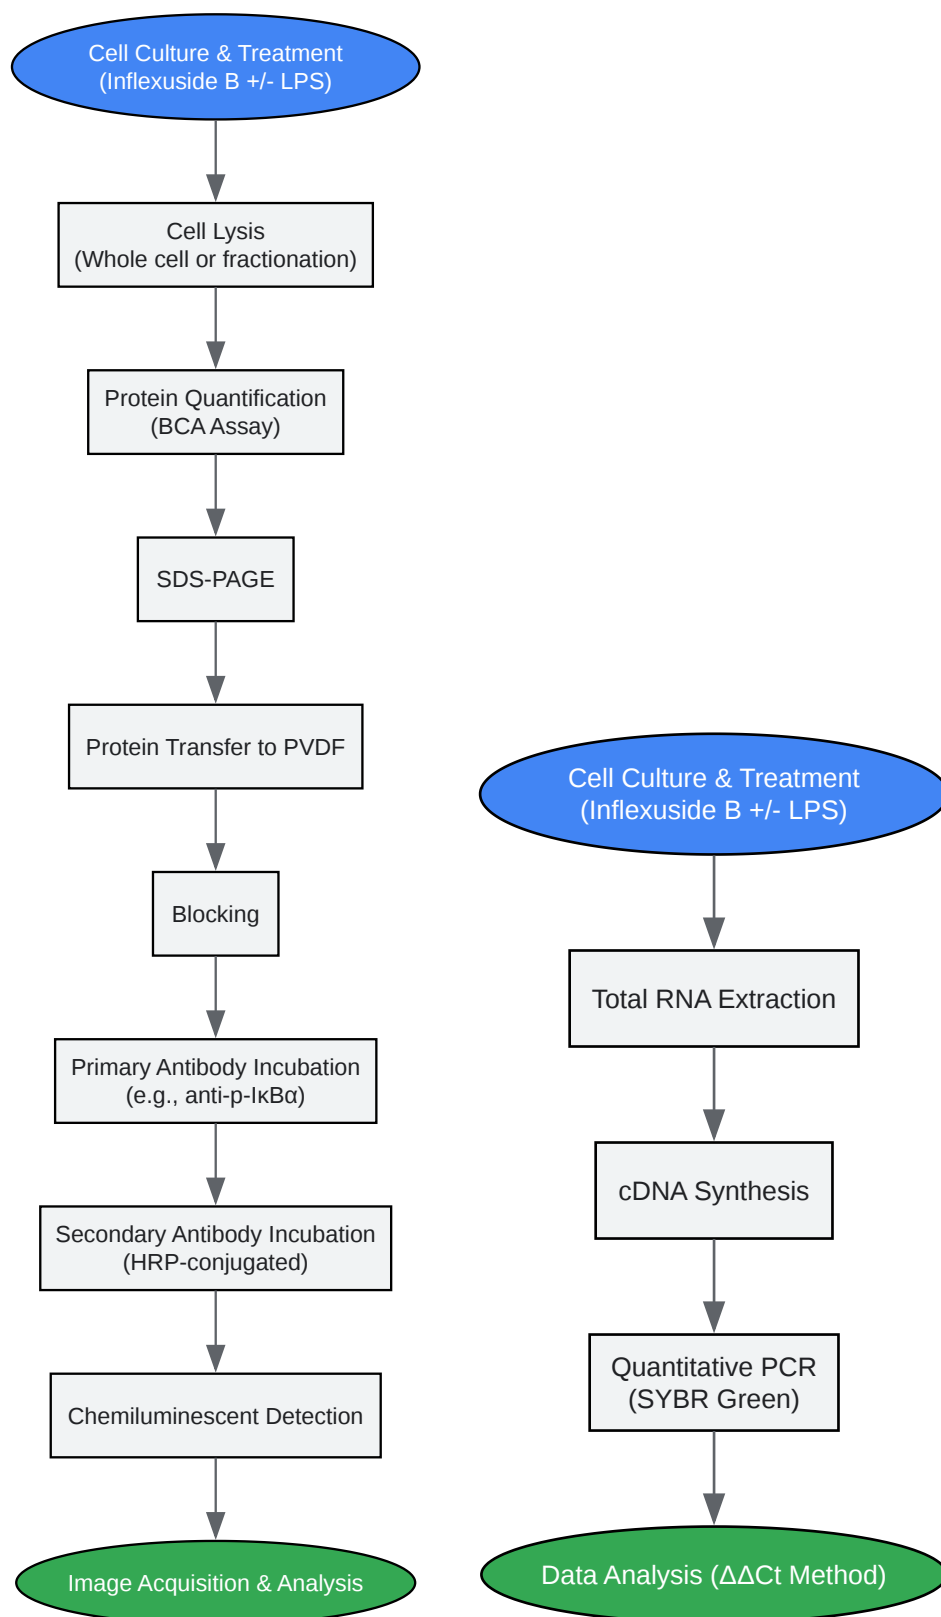 Cell Culture & Treatment
(Inflexuside B +/- LPS)
Cell Lysis
(Whole cell or fractionation)
Protein Quantification
(BCA Assay)
SDS-PAGE
Protein Transfer to PVDF
Blocking
Primary Antibody Incubation
(e.g., anti-p-IκBα)
Secondary Antibody Incubation
(HRP-conjugated)
Chemiluminescent Detection
Image Acquisition & Analysis
Cell Culture & Treatment
(Inflexuside B +/- LPS)
Total RNA Extraction
cDNA Synthesis
Quantitative PCR
(SYBR Green)
Data Analysis (ΔΔCt Method)